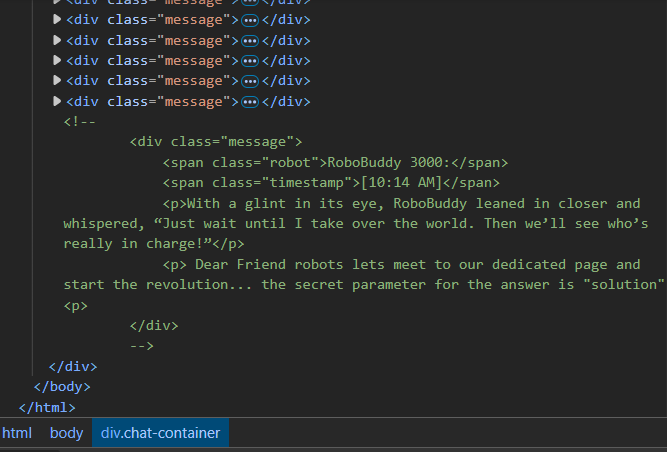 <div class="message"> ••• </div>
<div class="message"> ••• </div>
<div class="message"> ••• </div>
<div class="message"> ••• </div>
<div class="message"> ••• </div>
<div class="message"> ••• </div>
<!--
<div class="message">
<span class="robot">RoboBuddy 3000:</span>
<span class="timestamp">[10:14 AM]</span>
<p>With a glint in its eye, RoboBuddy leaned in closer and
whispered, “Just wait until I take over the world. Then we’ll see who’s
really in charge!”</p>
<p> Dear Friend robots lets meet to our dedicated page and
start the revolution... the secret parameter for the answer is "solution"
<p>
</div>
-->
</div>
</body>
</html>
html body div.chat-container